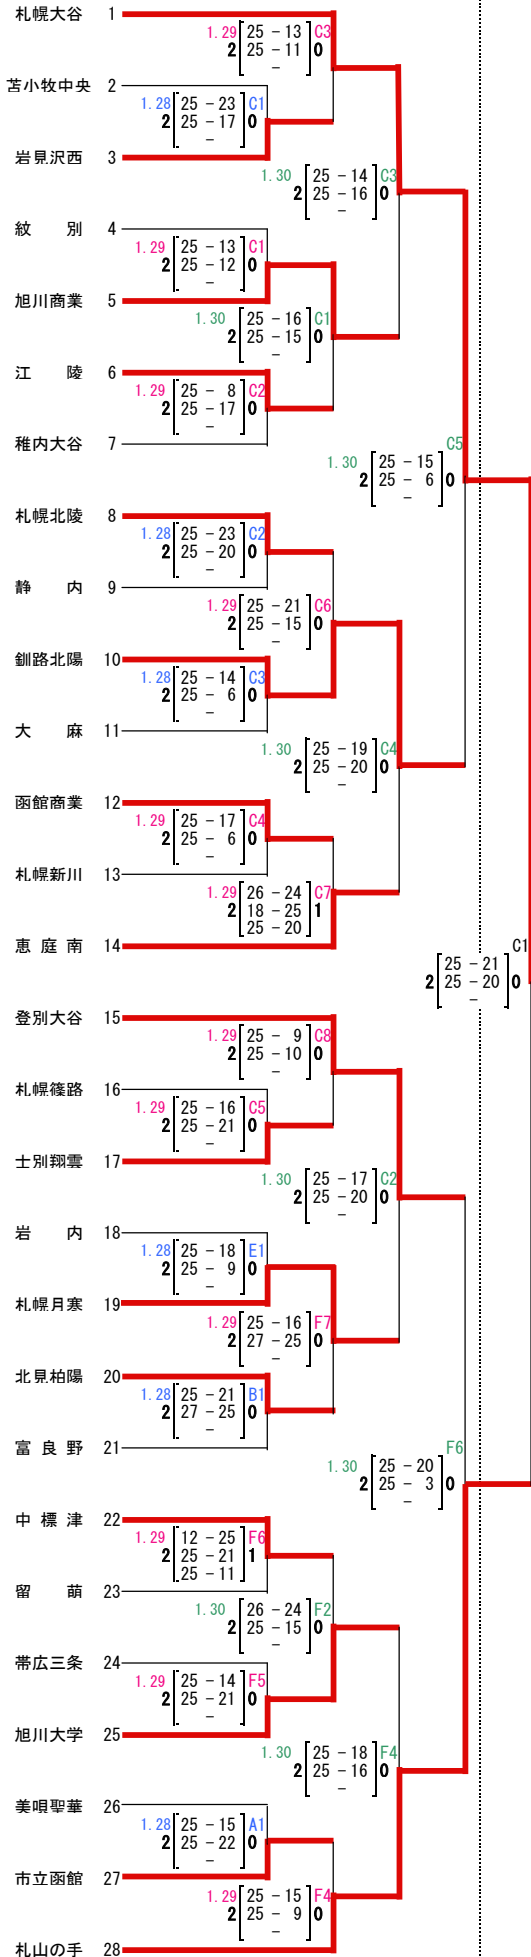 札幌大谷 1
1.29 25 - 13 C3
2 25 - 11 0
-
苫小牧中央 2
1.28 25 - 23 C1
2 25 - 17 0
-
岩見沢西 3
1.30 25 - 14 C3
2 25 - 16 0
-
紋 別 4
1.29 25 - 13 C1
2 25 - 12 0
-
旭川商業 5
1.30 25 - 16 C1
2 25 - 15 0
-
江 陵 6
1.29 25 - 8 C2
2 25 - 17 0
-
稚内大谷 7
1.30 25 - 15 C5
2 25 - 6 0
-
札幌北陵 8
1.28 25 - 23 C2
2 25 - 20 0
-
静 内 9
1.29 25 - 21 C6
2 25 - 15 0
-
釧路北陽 10
1.28 25 - 14 C3
2 25 - 6 0
-
大 麻 11
1.30 25 - 19 C4
2 25 - 20 0
-
函館商業 12
1.29 25 - 17 C4
2 25 - 6 0
-
札幌新川 13
1.29 26 - 24 C7
2 18 - 25 1
25 - 20
恵 庭 南 14
C1
25 - 21
2 25 - 20 0
-
登別大谷 15
1.29 25 - 9 C8
2 25 - 10 0
-
札幌篠路 16
1.29 25 - 16 C5
2 25 - 21 0
-
士別翔雲 17
1.30 25 - 17 C2
2 25 - 20 0
-
岩 内 18
1.28 25 - 18 E1
2 25 - 9 0
-
札幌月寒 19
1.29 25 - 16 F7
2 27 - 25 0
-
北見柏陽 20
1.28 25 - 21 B1
2 27 - 25 0
-
富 良 野 21
1.30 25 - 20 F6
2 25 - 3 0
-
中 標 津 22
1.29 12 - 25 F6
2 25 - 21 1
25 - 11
留 萌 23
1.30 26 - 24 F2
2 25 - 15 0
-
帯広三条 24
1.29 25 - 14 F5
2 25 - 21 0
-
旭川大学 25
1.30 25 - 18 F4
2 25 - 16 0
-
美唄聖華 26
1.28 25 - 15 A1
2 25 - 22 0
-
市立函館 27
1.29 25 - 15 F4
2 25 - 9 0
-
札山の手 28